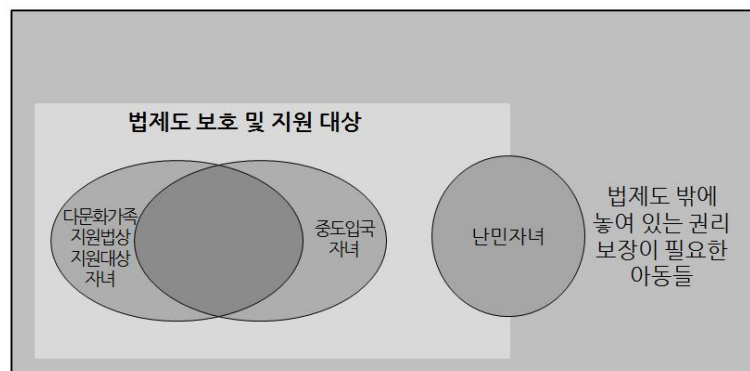 법제도 보호 및 지원 대상
다문화가족
지원법상
지원대상
자녀
중도입국
자녀
난민자녀
법제도 밖에
놓여 있는 권리
보장이 필요한
아동들